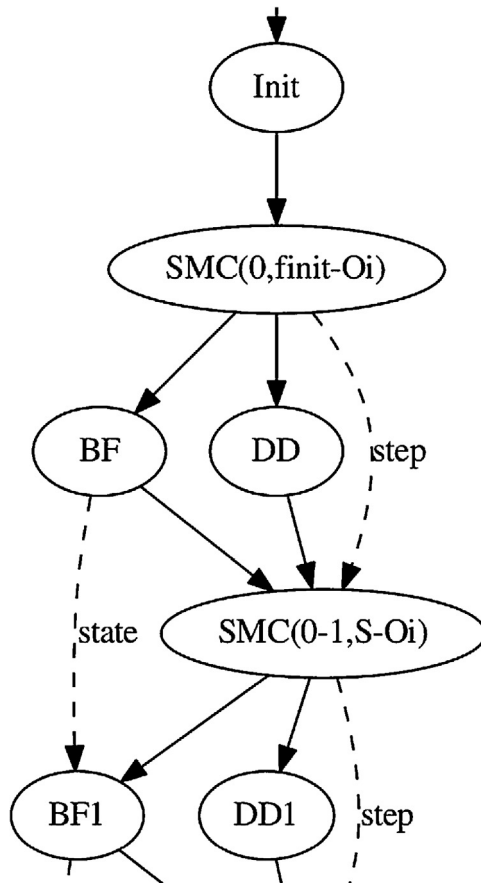 Init
SMC(0,finit-Oi)
BF
DD
step
SMC(0-1,S-Oi)
state
BF1
DD1
step